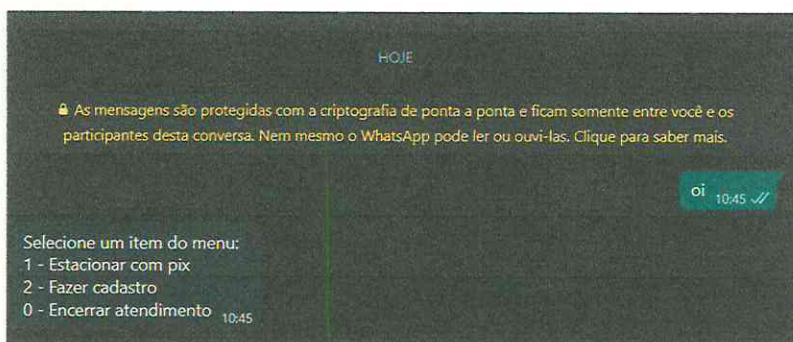 HOJE
As mensagens são protegidas com a criptografia de ponta a ponta e ficam somente entre você e os
participantes desta conversa. Nem mesmo o WhatsApp pode ler ou ouvi-las. Clique para saber mais.
oi 10:45
Selecione um item do menu:
1 - Estacionar com pix
2 - Fazer cadastro
0 - Encerrar atendimento 10:45